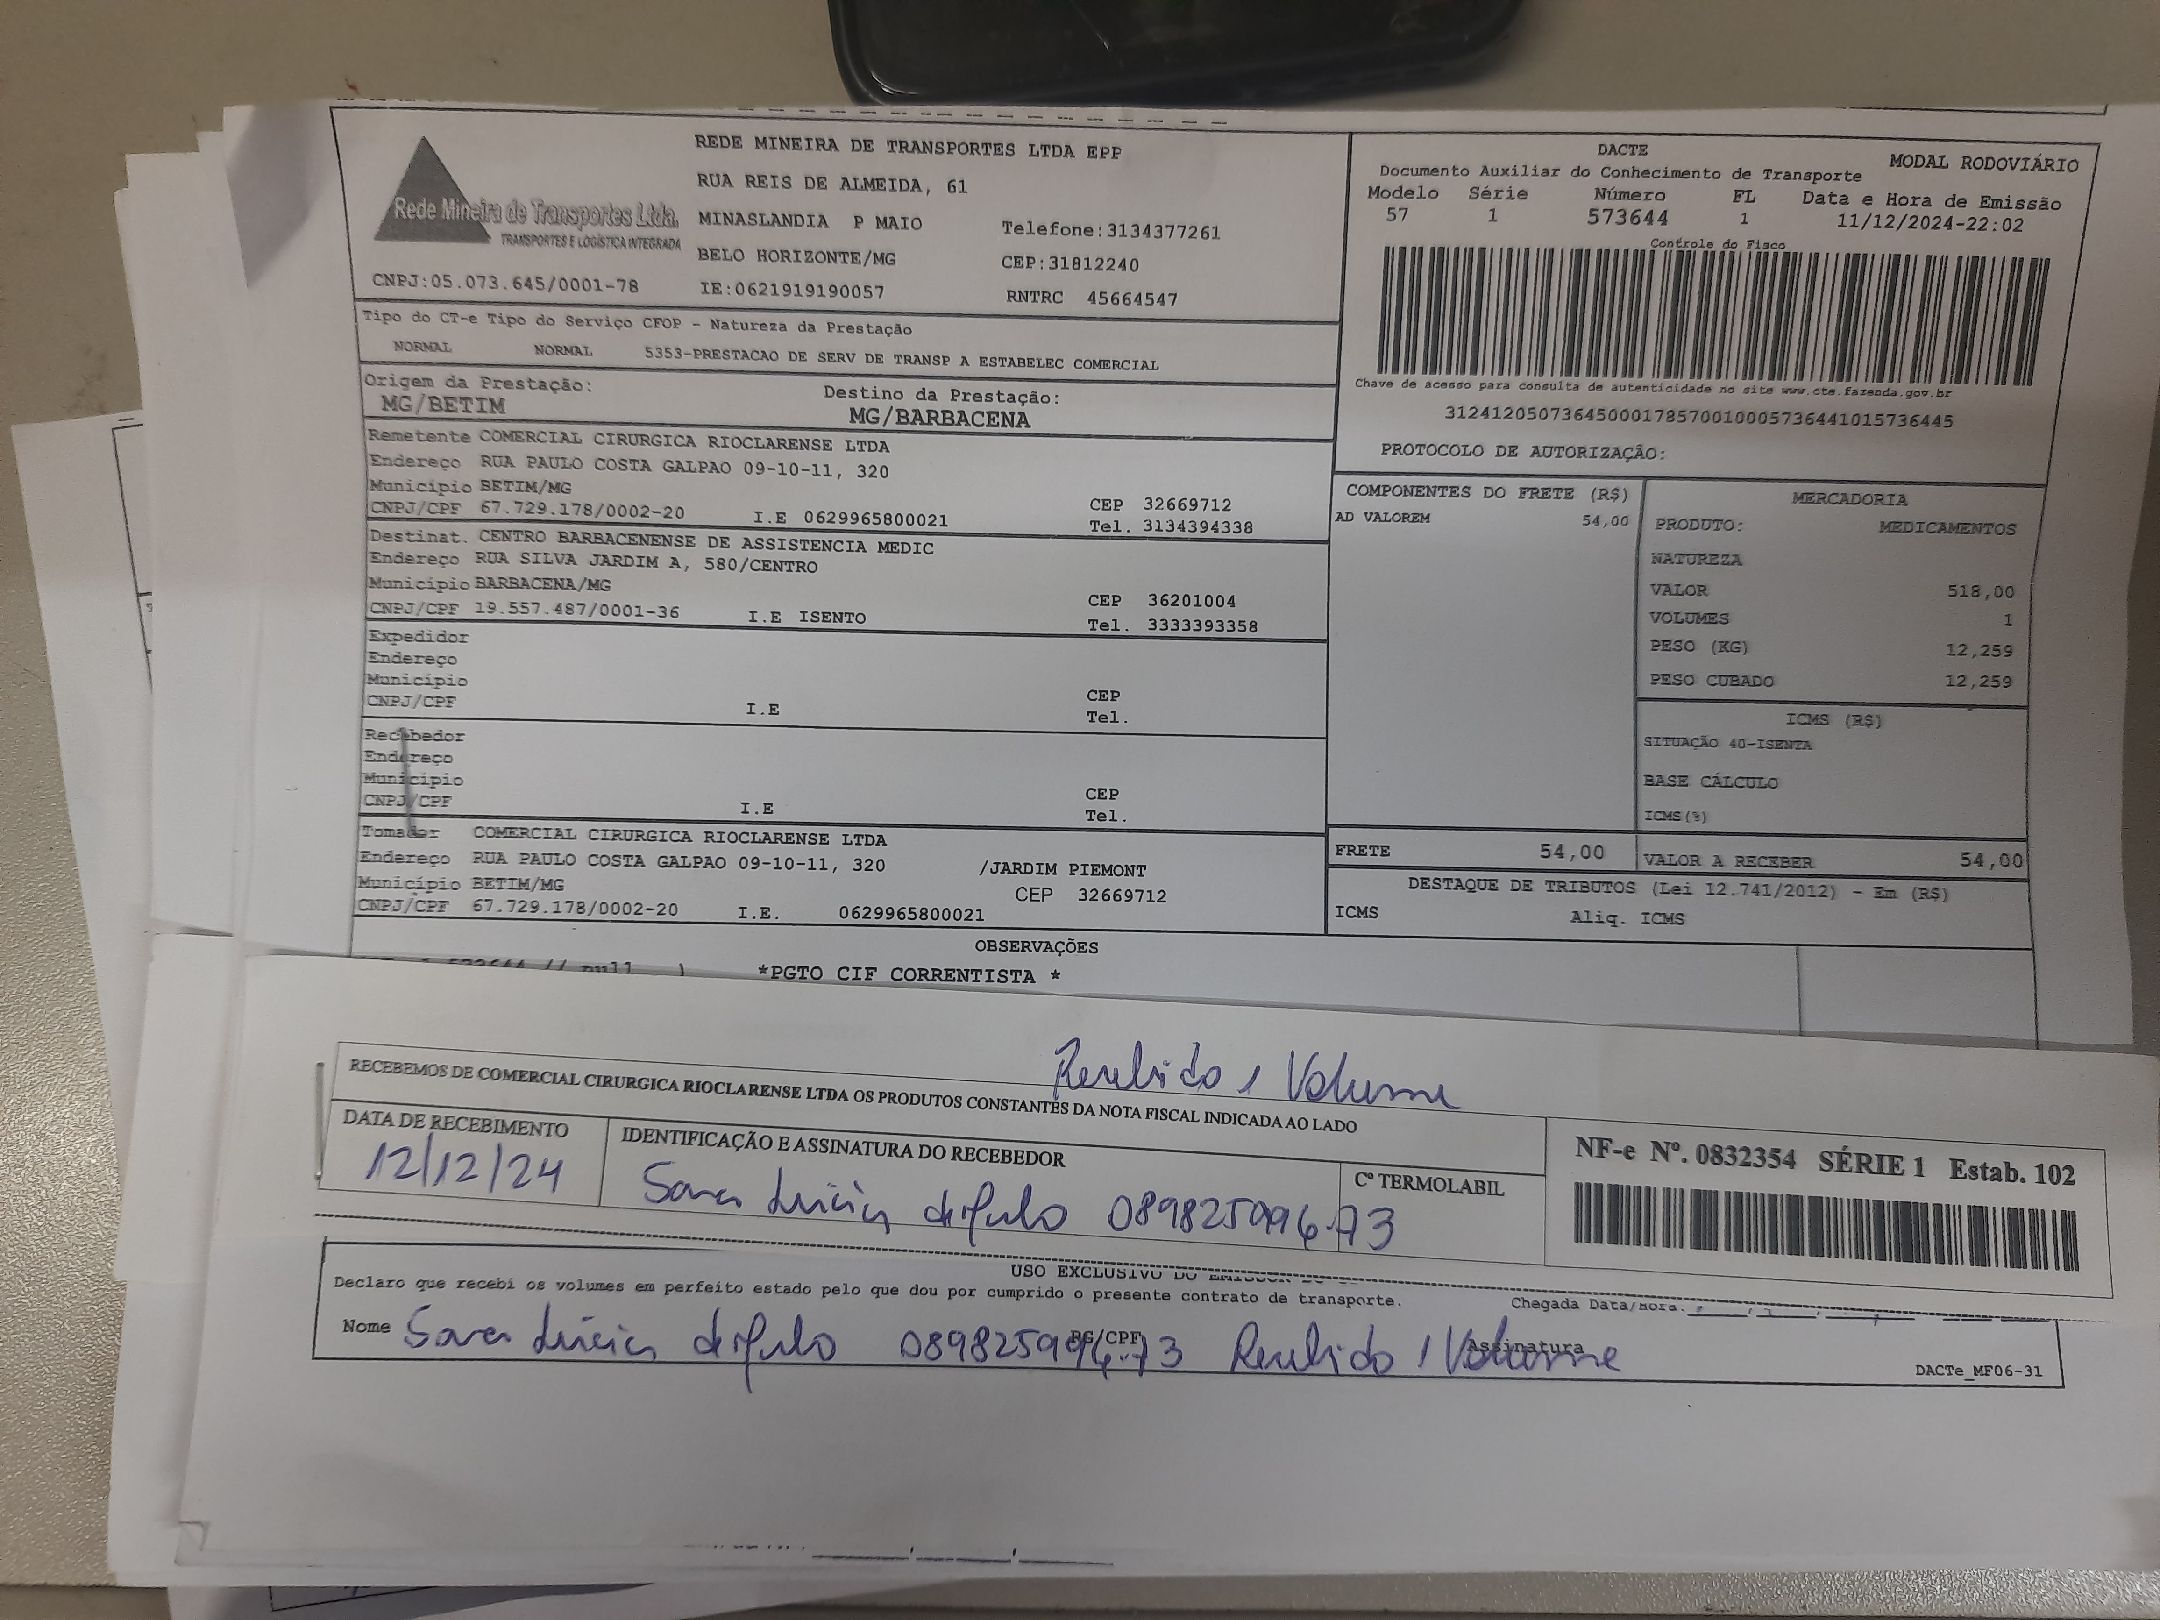 Rede Mineira de Transportes Ltda.
TRANSPORTES E LOGÍSTICA INTEGRADA
CNPJ:05.073.645/0001-78
REDE MINEIRA DE TRANSPORTES LTDA EPP
RUA REIS DE ALMEIDA, 61
MINASLANDIA P MAIO Telefone:3134377261
BELO HORIZONTE/MG CEP:31812240
IE:0621919190057 RNTRC 45664547
DACTE MODAL RODOVIÁRIO
Documento Auxiliar do Conhecimento de Transporte
Modelo Série Número FL Data e Hora de Emissão
57 1 573644 1 11/12/2024-22:02
Controle do Fisco
Chave de acesso para consulta de autenticidade no site www.cte.fazenda.gov.br
31241205073645000178570010005736441015736445
PROTOCOLO DE AUTORIZAÇÃO:
Tipo do CT-e Tipo do Serviço CFOP - Natureza da Prestação
NORMAL NORMAL 5353-PRESTACAO DE SERV DE TRANSP A ESTABELEC COMERCIAL
Origem da Prestação: Destino da Prestação:
MG/BETIM MG/BARBACENA
Remetente COMERCIAL CIRURGICA RIOCLARENSE LTDA
Endereço RUA PAULO COSTA GALPAO 09-10-11, 320
Município BETIM/MG CEP 32669712
CNPJ/CPF 67.729.178/0002-20 I.E 0629965800021 Tel. 3134394338
Destinat. CENTRO BARBACENENSE DE ASSISTENCIA MEDIC
Endereço RUA SILVA JARDIM A, 580/CENTRO
Município BARBACENA/MG CEP 36201004
CNPJ/CPF 19.557.487/0001-36 I.E ISENTO Tel. 3333393358
Expedidor
Endereço
Município CEP
CNPJ/CPF I.E Tel.
Recebedor
Endereço
Município CEP
CNPJ/CPF I.E Tel.
Tomador COMERCIAL CIRURGICA RIOCLARENSE LTDA
Endereço RUA PAULO COSTA GALPAO 09-10-11, 320 /JARDIM PIEMONT
Município BETIM/MG CEP 32669712
CNPJ/CPF 67.729.178/0002-20 I.E. 0629965800021
COMPONENTES DO FRETE (R$)
AD VALOREM 54,00
MERCADORIA
PRODUTO: MEDICAMENTOS
NATUREZA
VALOR 518,00
VOLUMES 1
PESO (KG) 12,259
PESO CUBADO 12,259
ICMS (R$)
SITUAÇÃO 40-ISENTA
BASE CÁLCULO
ICMS(%)
FRETE 54,00 VALOR A RECEBER 54,00
DESTAQUE DE TRIBUTOS (Lei 12.741/2012) - Em (R$)
ICMS Aliq. ICMS
OBSERVAÇÕES
*PGTO CIF CORRENTISTA *
Recebido 1 Volume
RECEBEMOS DE COMERCIAL CIRURGICA RIOCLARENSE LTDA OS PRODUTOS CONSTANTES DA NOTA FISCAL INDICADA AO LADO
DATA DE RECEBIMENTO IDENTIFICAÇÃO E ASSINATURA DO RECEBEDOR Cª TERMOLABIL
12/12/24 089825996-73
NF-e Nº. 0832354 SÉRIE 1 Estab. 102
USO EXCLUSIVO DO
Declaro que recebi os volumes em perfeito estado pelo que dou por cumprido o presente contrato de transporte. Chegada Data/Hora.
Nome RG/CPF Recebido 1 Volume Assinatura
DACTe_MF06-31